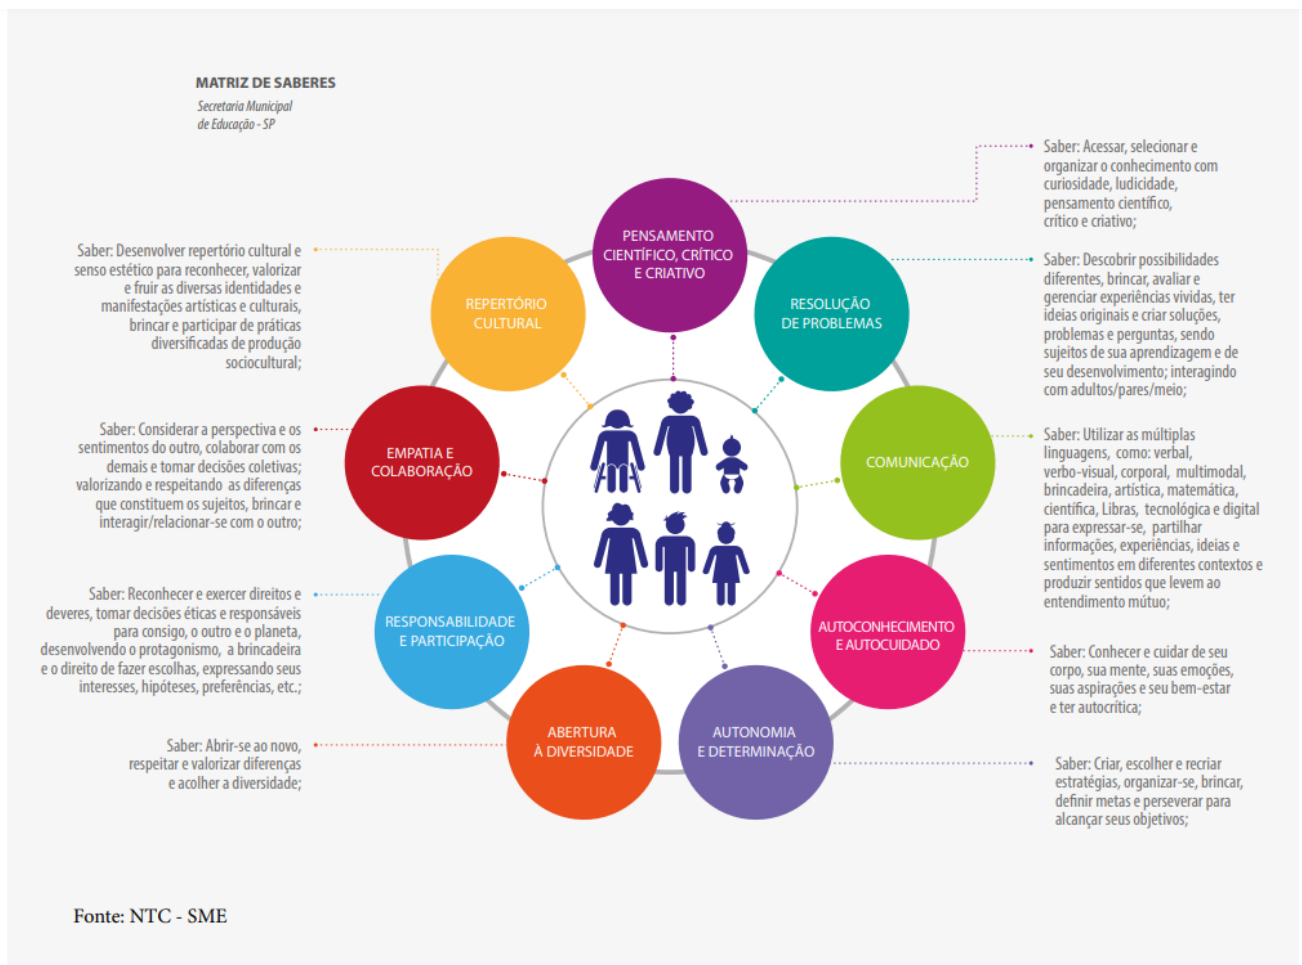 MATRIZ DE SABERES
Secretaria Municipal
de Educação - SP
PENSAMENTO
CIENTÍFICO, CRÍTICO
E CRIATIVO
Saber: Acessar, selecionar e
organizar o conhecimento com
curiosidade, ludicidade,
pensamento científico,
crítico e criativo;
RESOLUÇÃO
DE PROBLEMAS
Saber: Descobrir possibilidades
diferentes, brincar, avaliar e
gerenciar experiências vividas, ter
ideias originais e criar soluções,
problemas e perguntas, sendo
sujeitos de sua aprendizagem e de
seu desenvolvimento; interagindo
com adultos/pares/meio;
COMUNICAÇÃO
Saber: Utilizar as múltiplas
linguagens, como: verbal,
verbo-visual, corporal, multimodal,
brincadeira, artística, matemática,
científica, Libras, tecnológica e digital
para expressar-se, partilhar
informações, experiências, ideias e
sentimentos em diferentes contextos e
produzir sentidos que levem ao
entendimento mútuo;
AUTOCONHECIMENTO
E AUTOCUIDADO
Saber: Conhecer e cuidar de seu
corpo, sua mente, suas emoções,
suas aspirações e seu bem-estar
e ter autocrítica;
AUTONOMIA
E DETERMINAÇÃO
Saber: Criar, escolher e recriar
estratégias, organizar-se, brincar,
definir metas e perseverar para
alcançar seus objetivos;
ABERTURA
À DIVERSIDADE
Saber: Abrir-se ao novo,
respeitar e valorizar diferenças
e acolher a diversidade;
RESPONSABILIDADE
E PARTICIPAÇÃO
Saber: Reconhecer e exercer direitos e
deveres, tomar decisões éticas e responsáveis
para consigo, o outro e o planeta,
desenvolvendo o protagonismo, a brincadeira
e o direito de fazer escolhas, expressando seus
interesses, hipóteses, preferências, etc.;
EMPATIA E
COLABORAÇÃO
Saber: Considerar a perspectiva e os
sentimentos do outro, colaborar com os
demais e tomar decisões coletivas;
valorizando e respeitando as diferenças
que constituem os sujeitos, brincar e
interagir/relacionar-se com o outro;
REPERTÓRIO
CULTURAL
Saber: Desenvolver repertório cultural e
senso estético para reconhecer, valorizar
e fruir as diversas identidades e
manifestações artísticas e culturais,
brincar e participar de práticas
diversificadas de produção
sociocultural;
Fonte: NTC - SME